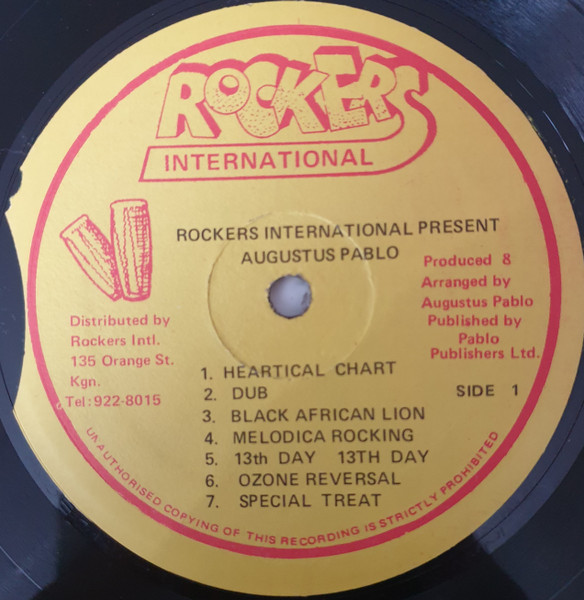 ROCKERS
INTERNATIONAL
ROCKERS INTERNATIONAL PRESENT
AUGUSTUS PABLO
Produced &
Arranged by
Augustus Pablo
Published by
Pablo
Publishers Ltd.
Distributed by
Rockers Intl.
135 Orange St.
Kgn.
Tel: 922-8015
1. HEARTICAL CHART
2. DUB
3. BLACK AFRICAN LION
4. MELODICA ROCKING
5. 13th DAY 13TH DAY
6. OZONE REVERSAL
7. SPECIAL TREAT
SIDE 1
UNAUTHORISED COPYING OF THIS RECORDING IS STRICTLY PROHIBITED